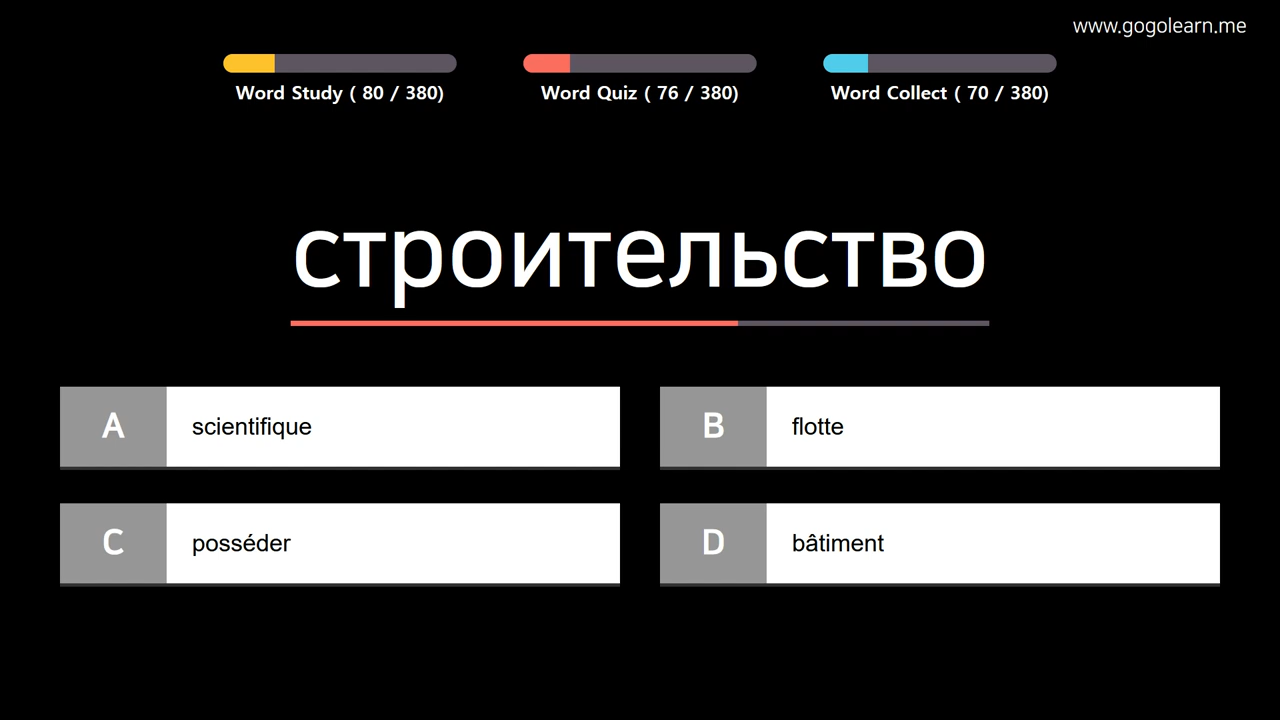 www.gogolearn.me
Word Study ( 80 / 380)
Word Quiz ( 76 / 380)
Word Collect ( 70 / 380)
строительство
A scientifique
B flotte
C posséder
D bâtiment